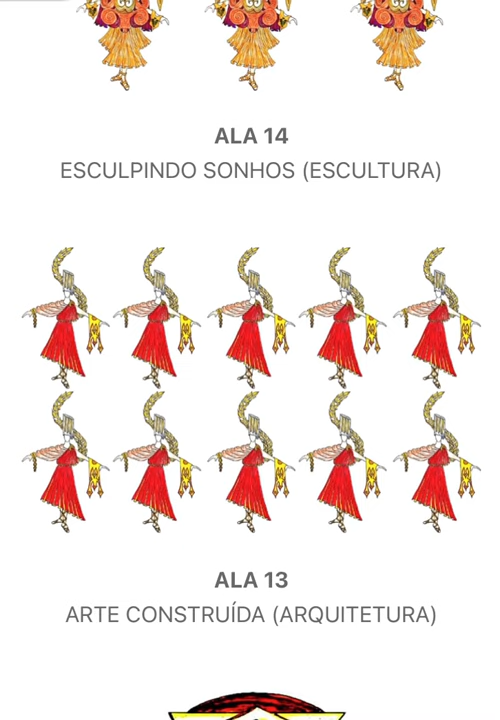 ALA 14
ESCULPINDO SONHOS (ESCULTURA)
ALA 13
ARTE CONSTRUÍDA (ARQUITETURA)